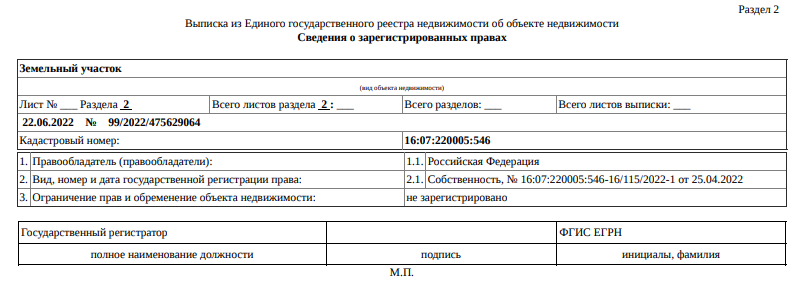 Раздел 2
Выписка из Единого государственного реестра недвижимости об объекте недвижимости
Сведения о зарегистрированных правах
Земельный участок
(вид объекта недвижимости)
Лист № ___ Раздела 2 Всего листов раздела 2 : ___ Всего разделов: ___ Всего листов выписки: ___
22.06.2022 № 99/2022/475629064
Кадастровый номер: 16:07:220005:546
1. Правообладатель (правообладатели): 1.1. Российская Федерация
2. Вид, номер и дата государственной регистрации права: 2.1. Собственность, № 16:07:220005:546-16/115/2022-1 от 25.04.2022
3. Ограничение прав и обременение объекта недвижимости: не зарегистрировано
Государственный регистратор ФГИС ЕГРН
полное наименование должности подпись инициалы, фамилия
М.П.